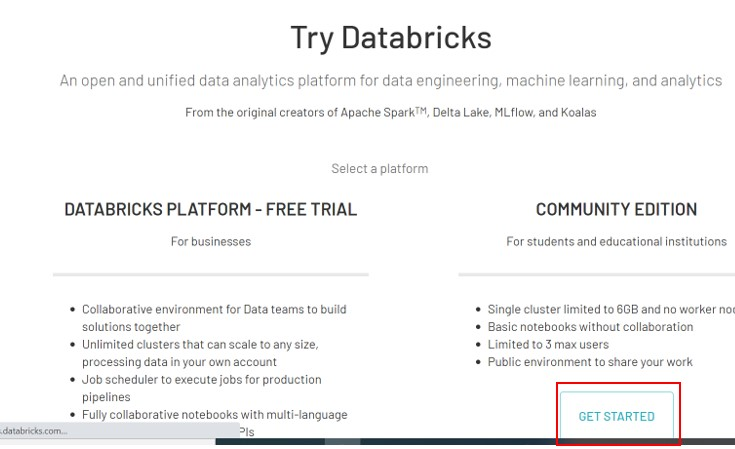 Try Databricks
An open and unified data analytics platform for data engineering, machine learning, and analytics
From the original creators of Apache Spark™, Delta Lake, MLflow, and Koalas
Select a platform
DATABRICKS PLATFORM - FREE TRIAL
For businesses
• Collaborative environment for Data teams to build
solutions together
• Unlimited clusters that can scale to any size,
processing data in your own account
• Job scheduler to execute jobs for production
pipelines
• Fully collaborative notebooks with multi-language
PIs
COMMUNITY EDITION
For students and educational institutions
• Single cluster limited to 6GB and no worker
• Basic notebooks without collaboration
• Limited to 3 max users
• Public environment to share your work
GET STARTED
.databricks.com...